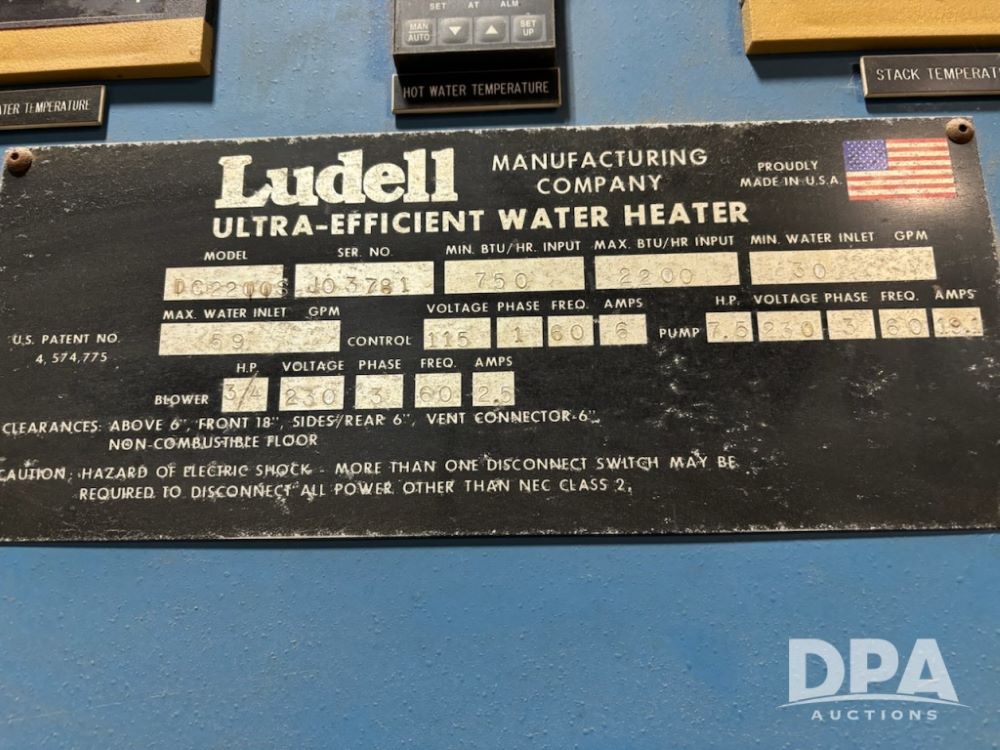 SET AT ALM
MAN
AUTO
SET
UP
TER TEMPERATURE
HOT WATER TEMPERATURE
STACK TEMPERAT
Ludell MANUFACTURING
COMPANY
PROUDLY
MADE IN U.S.A.
ULTRA-EFFICIENT WATER HEATER
MODEL SER. NO. MIN. BTU/HR. INPUT MAX. BTU/HR INPUT MIN. WATER INLET GPM
DC2200S JO3781 750 2200 30
MAX. WATER INLET GPM VOLTAGE PHASE FREQ. AMPS H.P. VOLTAGE PHASE FREQ. AMPS
U.S. PATENT NO.
4,574,775
69 CONTROL 115 1 60 6 PUMP 7.5 230 3 60
H.P. VOLTAGE PHASE FREQ. AMPS
BLOWER 3/4 230 3 60 2.5
CLEARANCES: ABOVE 6", FRONT 18", SIDES/REAR 6", VENT CONNECTOR-6".
NON-COMBUSTIBLE FLOOR
CAUTION: HAZARD OF ELECTRIC SHOCK - MORE THAN ONE DISCONNECT SWITCH MAY BE
REQUIRED TO DISCONNECT ALL POWER OTHER THAN NEC CLASS 2.
DPA
AUCTIONS